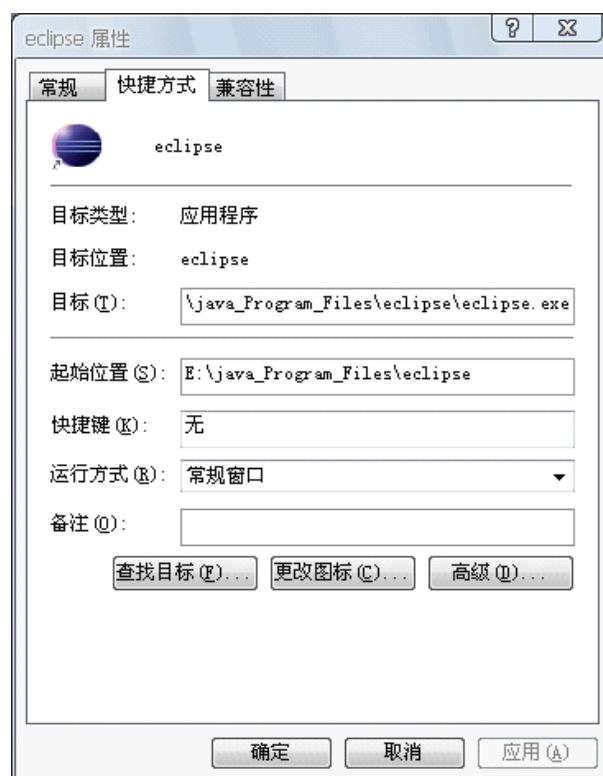 eclipse 属性
常规 快捷方式 兼容性
eclipse
目标类型: 应用程序
目标位置: eclipse
目标(T): \java_Program_Files\eclipse\eclipse.exe
起始位置(S): E:\java_Program_Files\eclipse
快捷键(K): 无
运行方式(R): 常规窗口
备注(O):
查找目标(F)... 更改图标(C)... 高级(D)...
确定 取消 应用(A)